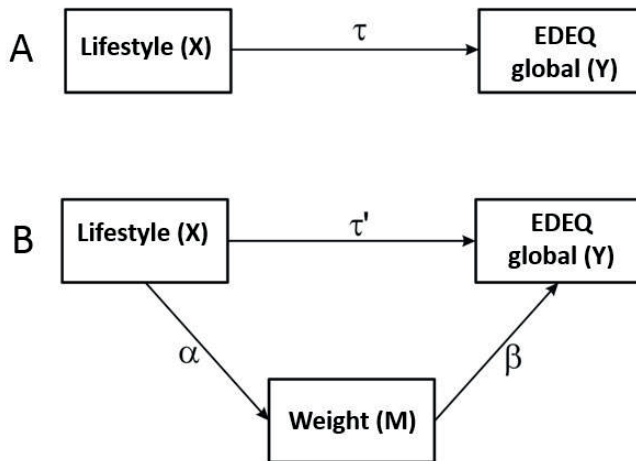 A
Lifestyle (X)
τ
EDEQ
global (Y)
B
Lifestyle (X)
τ'
EDEQ
global (Y)
α
β
Weight (M)